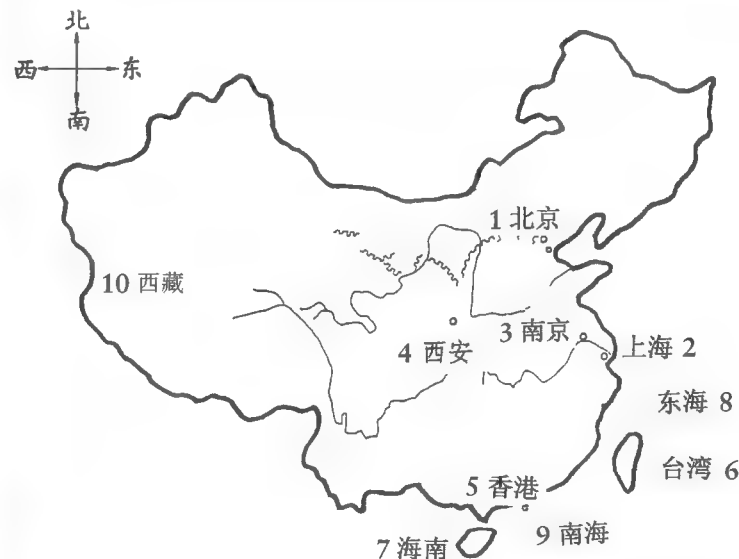 北
西 东
南
1 北京
10 西藏
3 南京
上海 2
4 西安
东海 8
台湾 6
5 香港
9 南海
7 海南